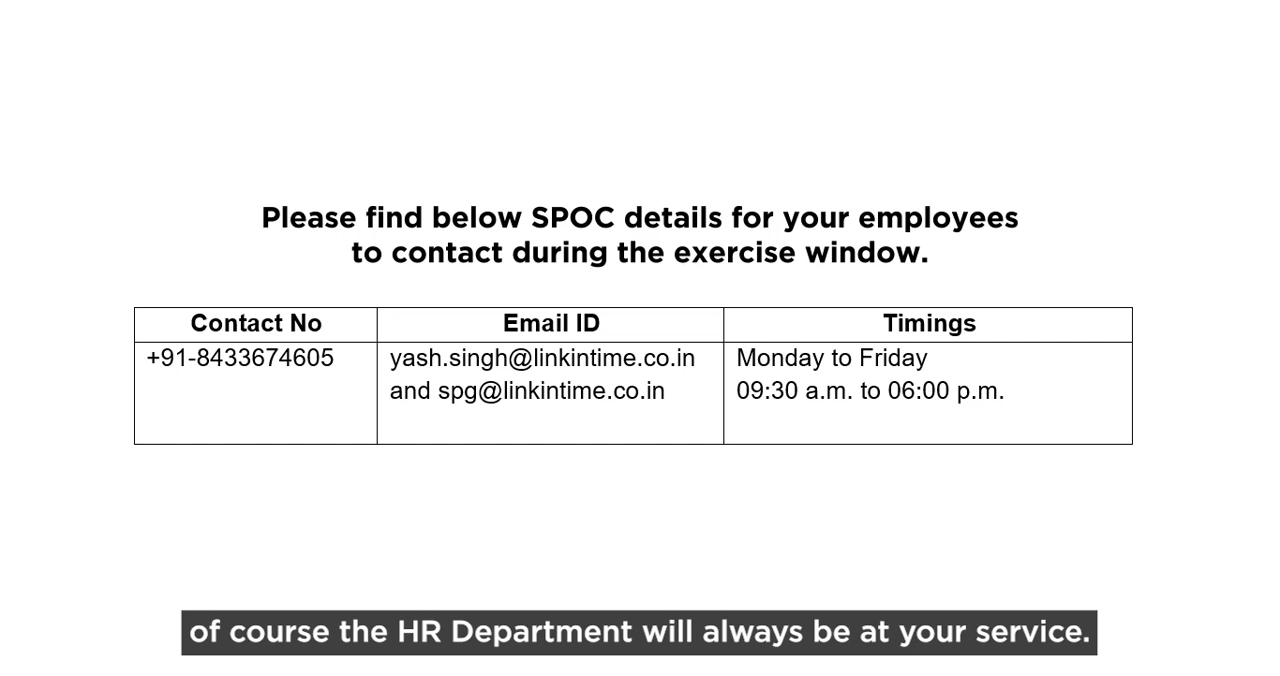 Please find below SPOC details for your employees
to contact during the exercise window.
Contact No
Email ID
Timings
+91-8433674605
yash.singh@linkintime.co.in
and spg@linkintime.co.in
Monday to Friday
09:30 a.m. to 06:00 p.m.
of course the HR Department will always be at your service.